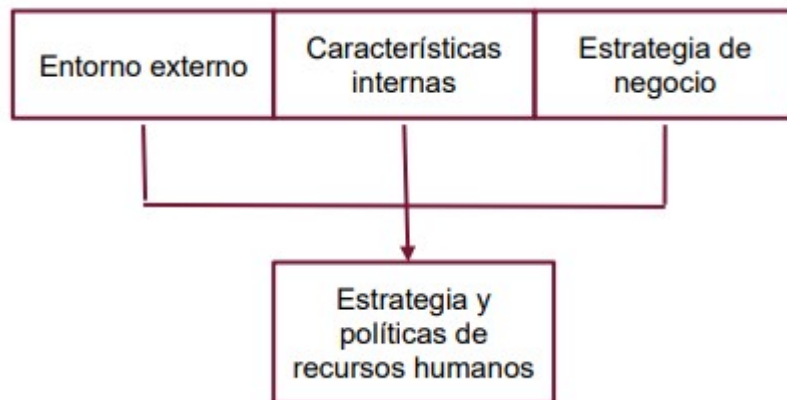 Entorno externo
Características
internas
Estrategia de
negocio
Estrategia y
políticas de
recursos humanos